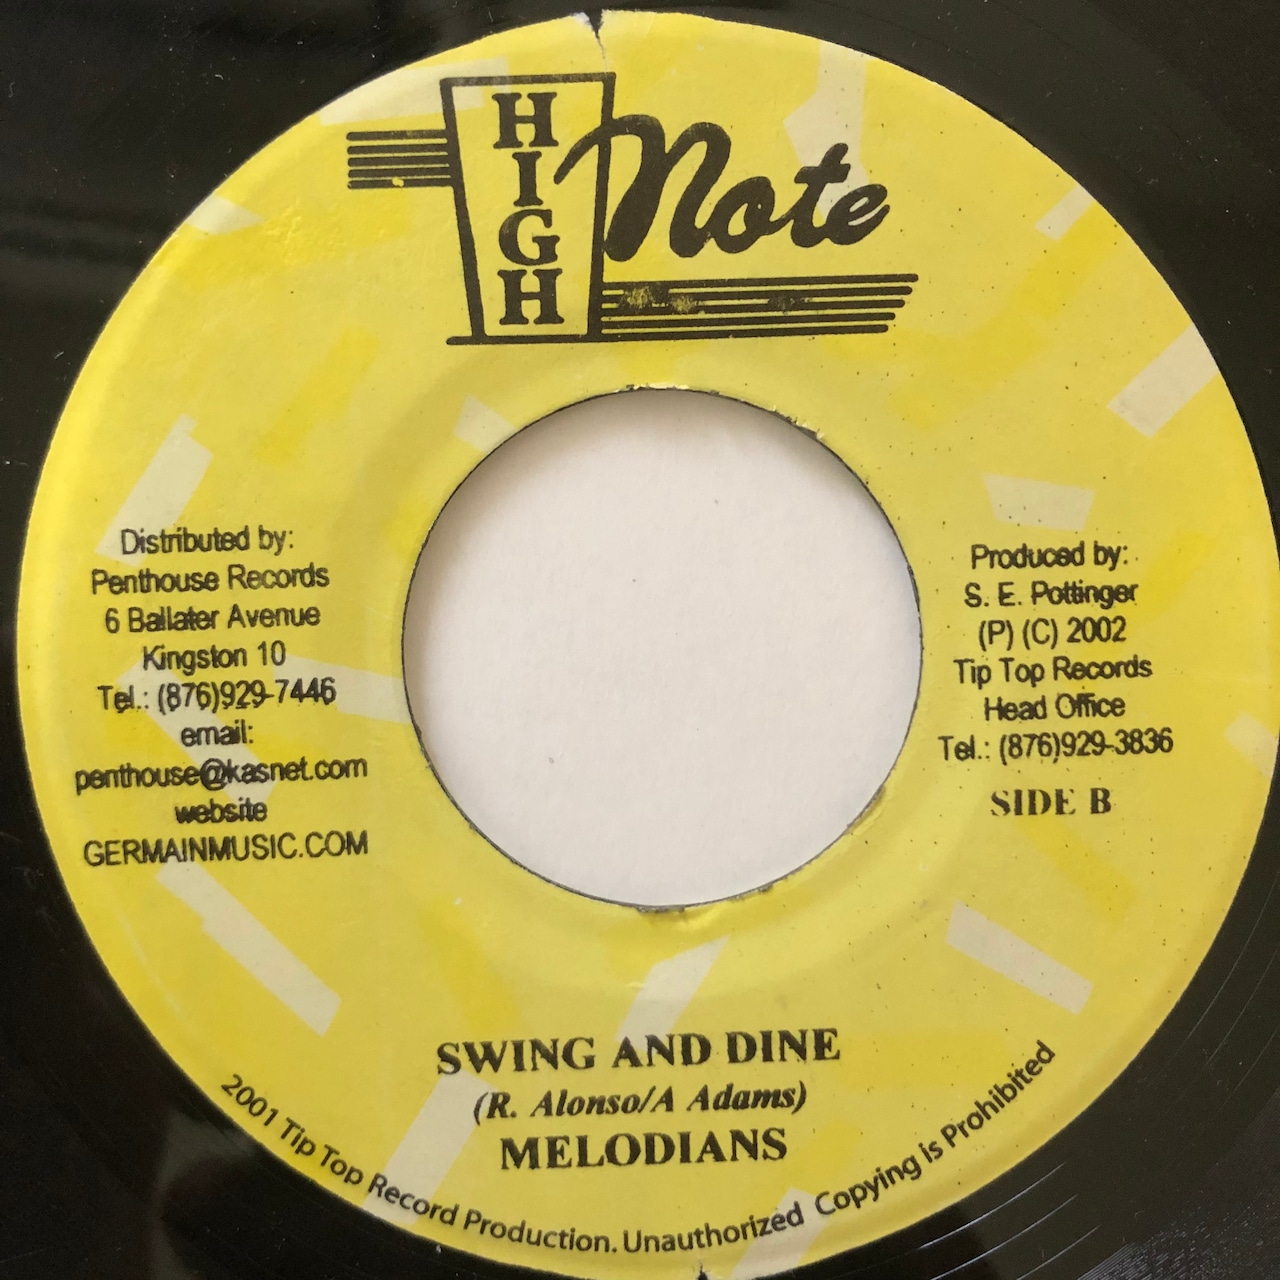 HIGH
Note
Distributed by:
Penthouse Records
6 Ballater Avenue
Kingston 10
Tel.: (876)929-7446
email:
penthouse@kasnet.com
website
GERMAINMUSIC.COM
Produced by:
S. E. Pottinger
(P) (C) 2002
Tip Top Records
Head Office
Tel.: (876)929-3836
SIDE B
SWING AND DINE
(R. Alonso/A Adams)
MELODIANS
2001 Tip Top Record Production. Unauthorized Copying is Prohibited